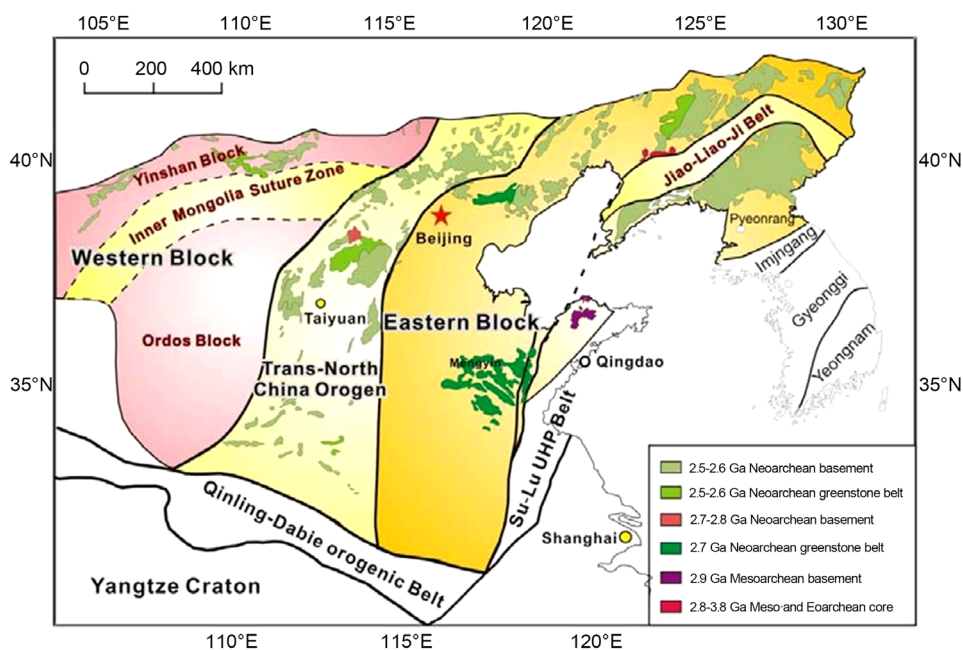 105°E 110°E 115°E 120°E 125°E 130°E
0 200 400 km
40°N
40°N
Yinshan Block
Inner Mongolia Suture Zone
Jiao-Liao-Ji Belt
Pyeonrang
Beijing
Imjngang
Western Block
Gyeonggi
Taiyuan
Eastern Block
Ordos Block
Mengyin
Qingdao
Yeongnam
Trans-North
China Orogen
35°N
35°N
Su-Lu UHP Belt
Qinling-Dabie orogenic Belt
Shanghai
Yangtze Craton
2.5-2.6 Ga Neoarchean basement
2.5-2.6 Ga Neoarchean greenstone belt
2.7-2.8 Ga Neoarchean basement
2.7 Ga Neoarchean greenstone belt
2.9 Ga Mesoarchean basement
2.8-3.8 Ga Meso·and Eoarchean core
110°E 115°E 120°E